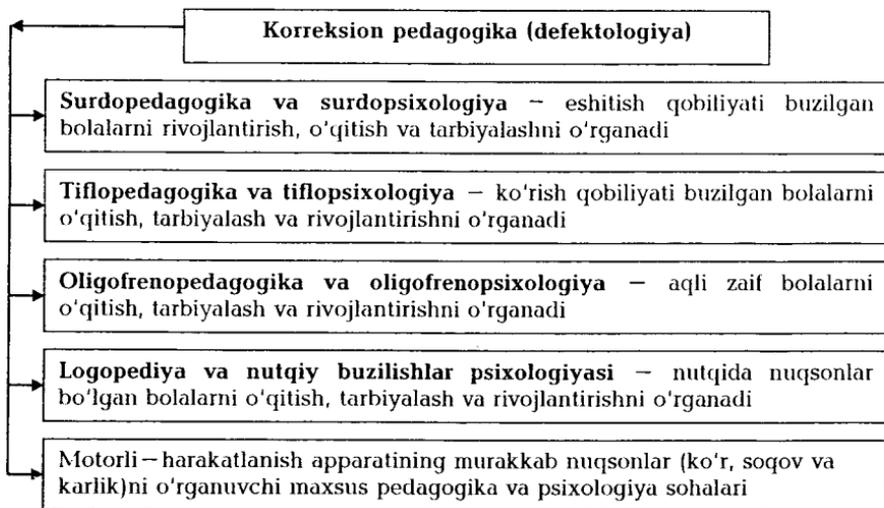 Korreksion pedagogika (defektologiya)
Surdopedagogika va surdopsixologiya – eshitish qobiliyati buzilgan
bolalarni rivojlantirish, o‘qitish va tarbiyalashni o‘rganadi
Tiflopedagogika va tiflopsixologiya – ko‘rish qobiliyati buzilgan bolalarni
o‘qitish, tarbiyalash va rivojlantirishni o‘rganadi
Oligofrenopedagogika va oligofrenopsixologiya – aqli zaif bolalarni
o‘qitish, tarbiyalash va rivojlantirishni o‘rganadi
Logopediya va nutqiy buzilishlar psixologiyasi – nutqida nuqsonlar
bo‘lgan bolalarni o‘qitish, tarbiyalash va rivojlantirishni o‘rganadi
Motorli–harakatlanish apparatining murakkab nuqsonlar (ko‘r, soqov va
karlik)ni o‘rganuvchi maxsus pedagogika va psixologiya sohalari